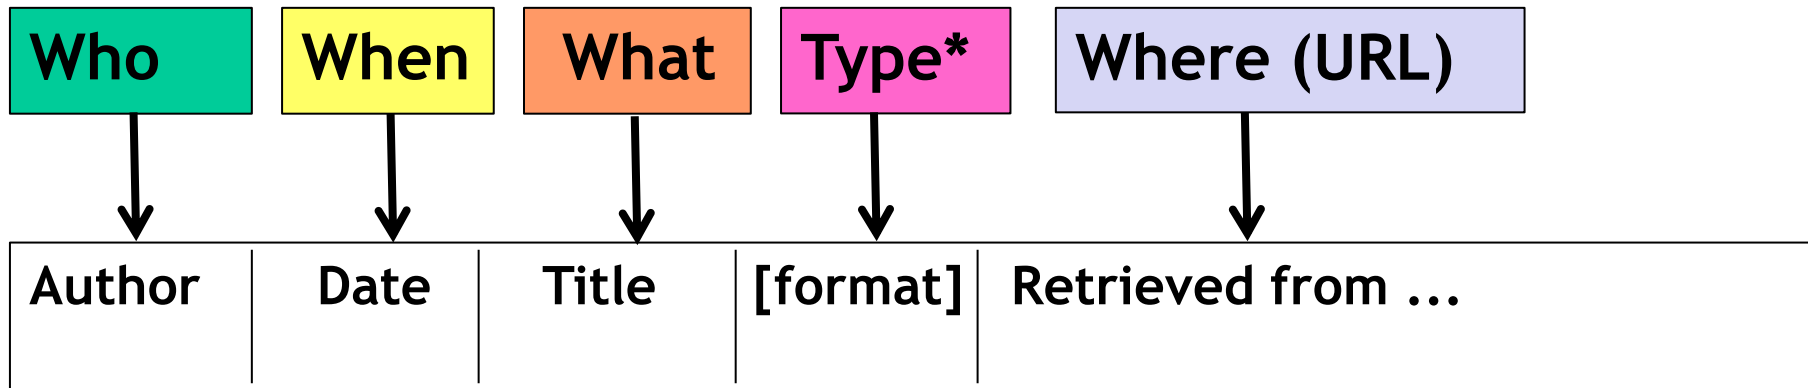 Who When What Type* Where (URL)
Author Date Title [format] Retrieved from ...